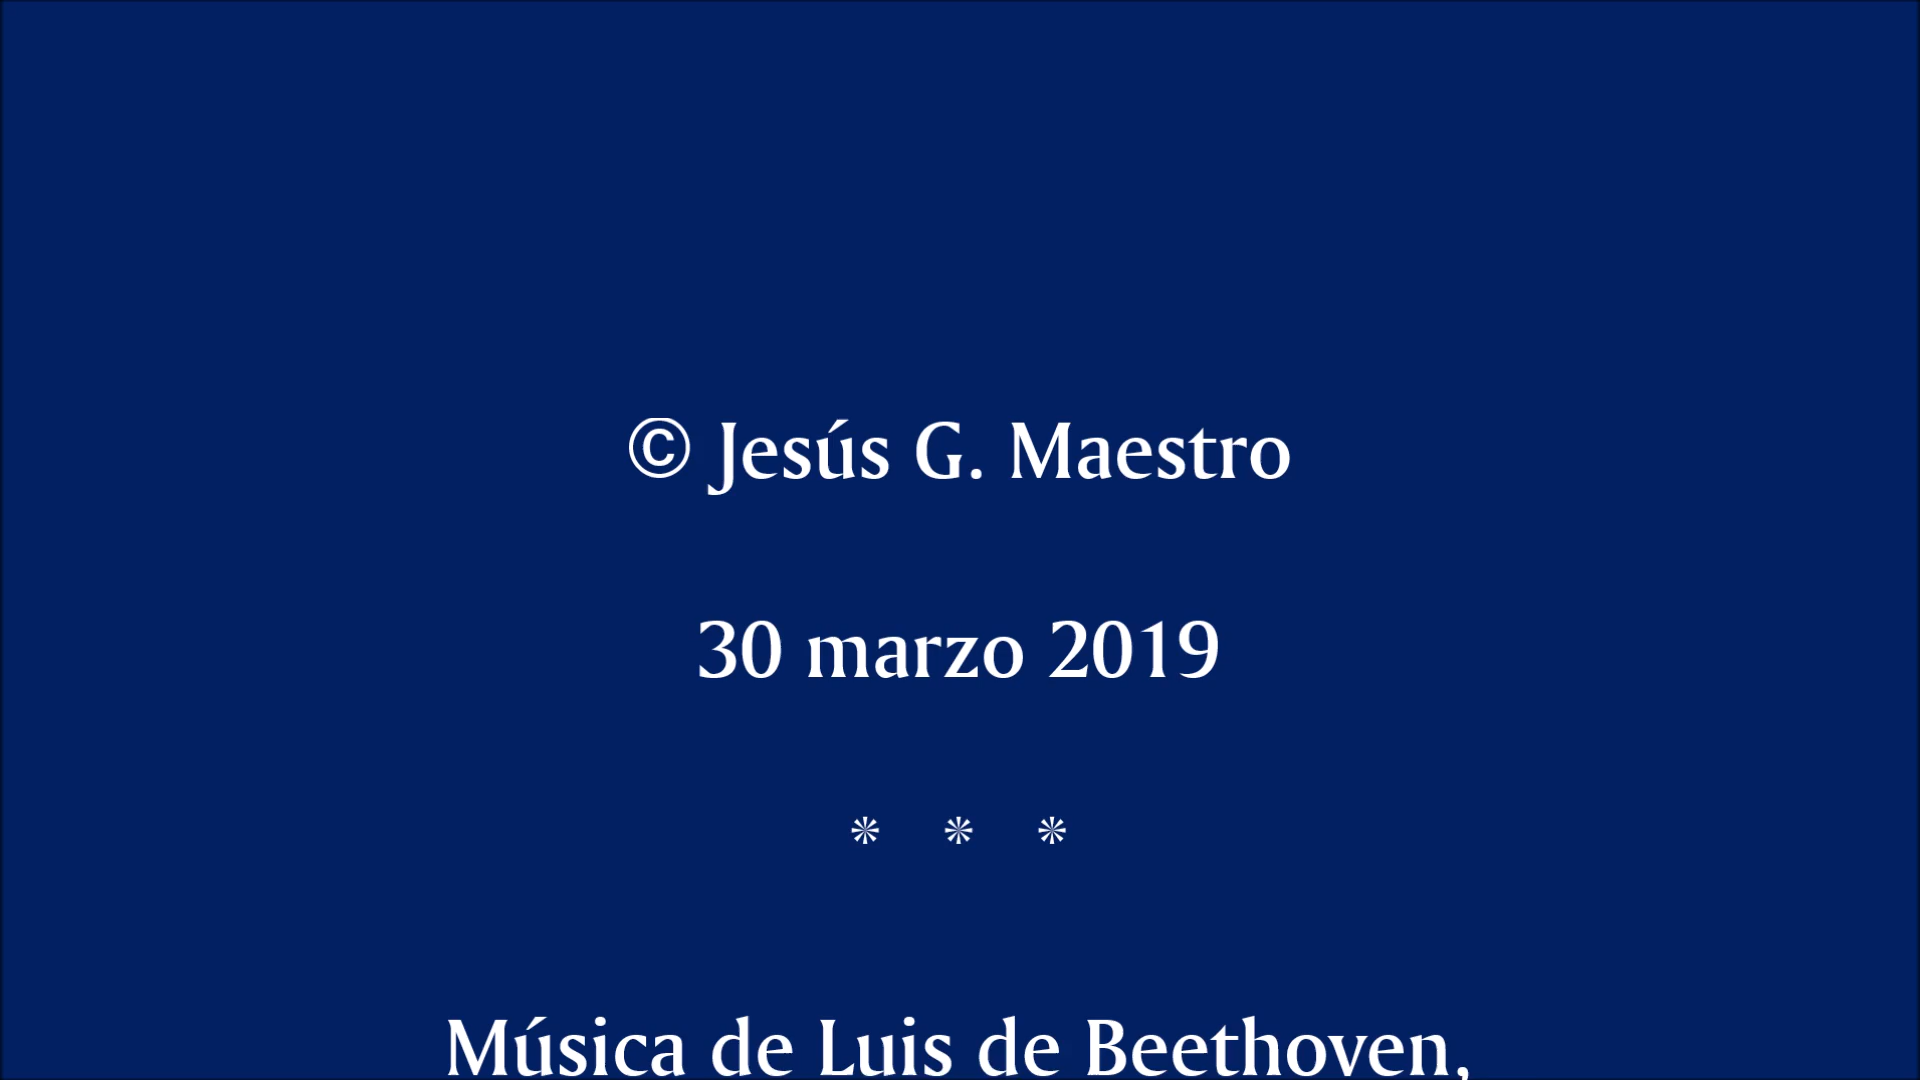 © Jesús G. Maestro
30 marzo 2019
* * *
Música de Luis de Beethoven,